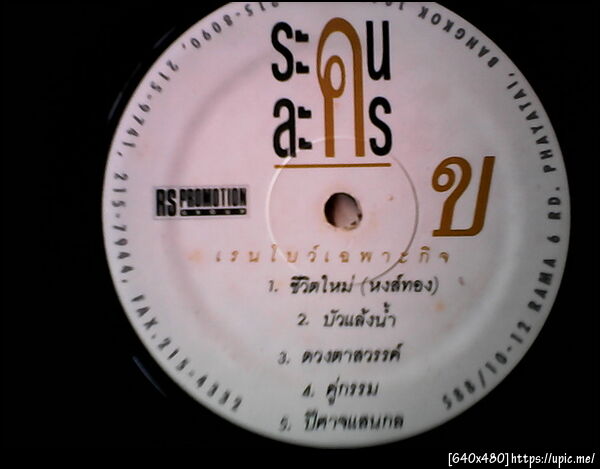 ระคน
ละคร
RS PROMOTION
GROUP
ข
เรนโบว์เฉพาะกิจ
1. ชีวิตใหม่ (หงส์ทอง)
2. บัวแล้งน้ำ
3. ดวงตาสวรรค์
4. คู่กรรม
5. ปีศาจแสนกล
588/10-12 RAMA 6 RD. PHAYATAI, BANGKOK
215-8090, 215-9741, 215-7944, FAX.215-4332
[640x480]https://upic.me/